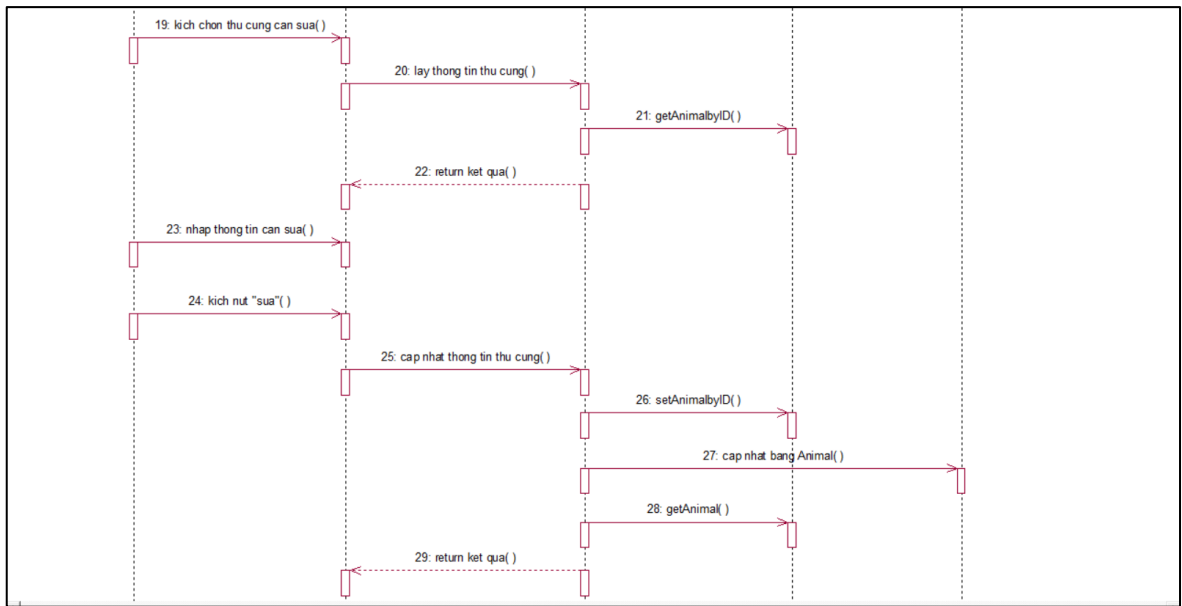 19: kich chon thu cung can sua( )
20: lay thong tin thu cung( )
21: getAnimalbyID( )
22: return ket qua( )
23: nhap thong tin can sua( )
24: kich nut "sua"( )
25: cap nhat thong tin thu cung( )
26: setAnimalbyID( )
27: cap nhat bang Animal( )
28: getAnimal( )
29: return ket qua( )